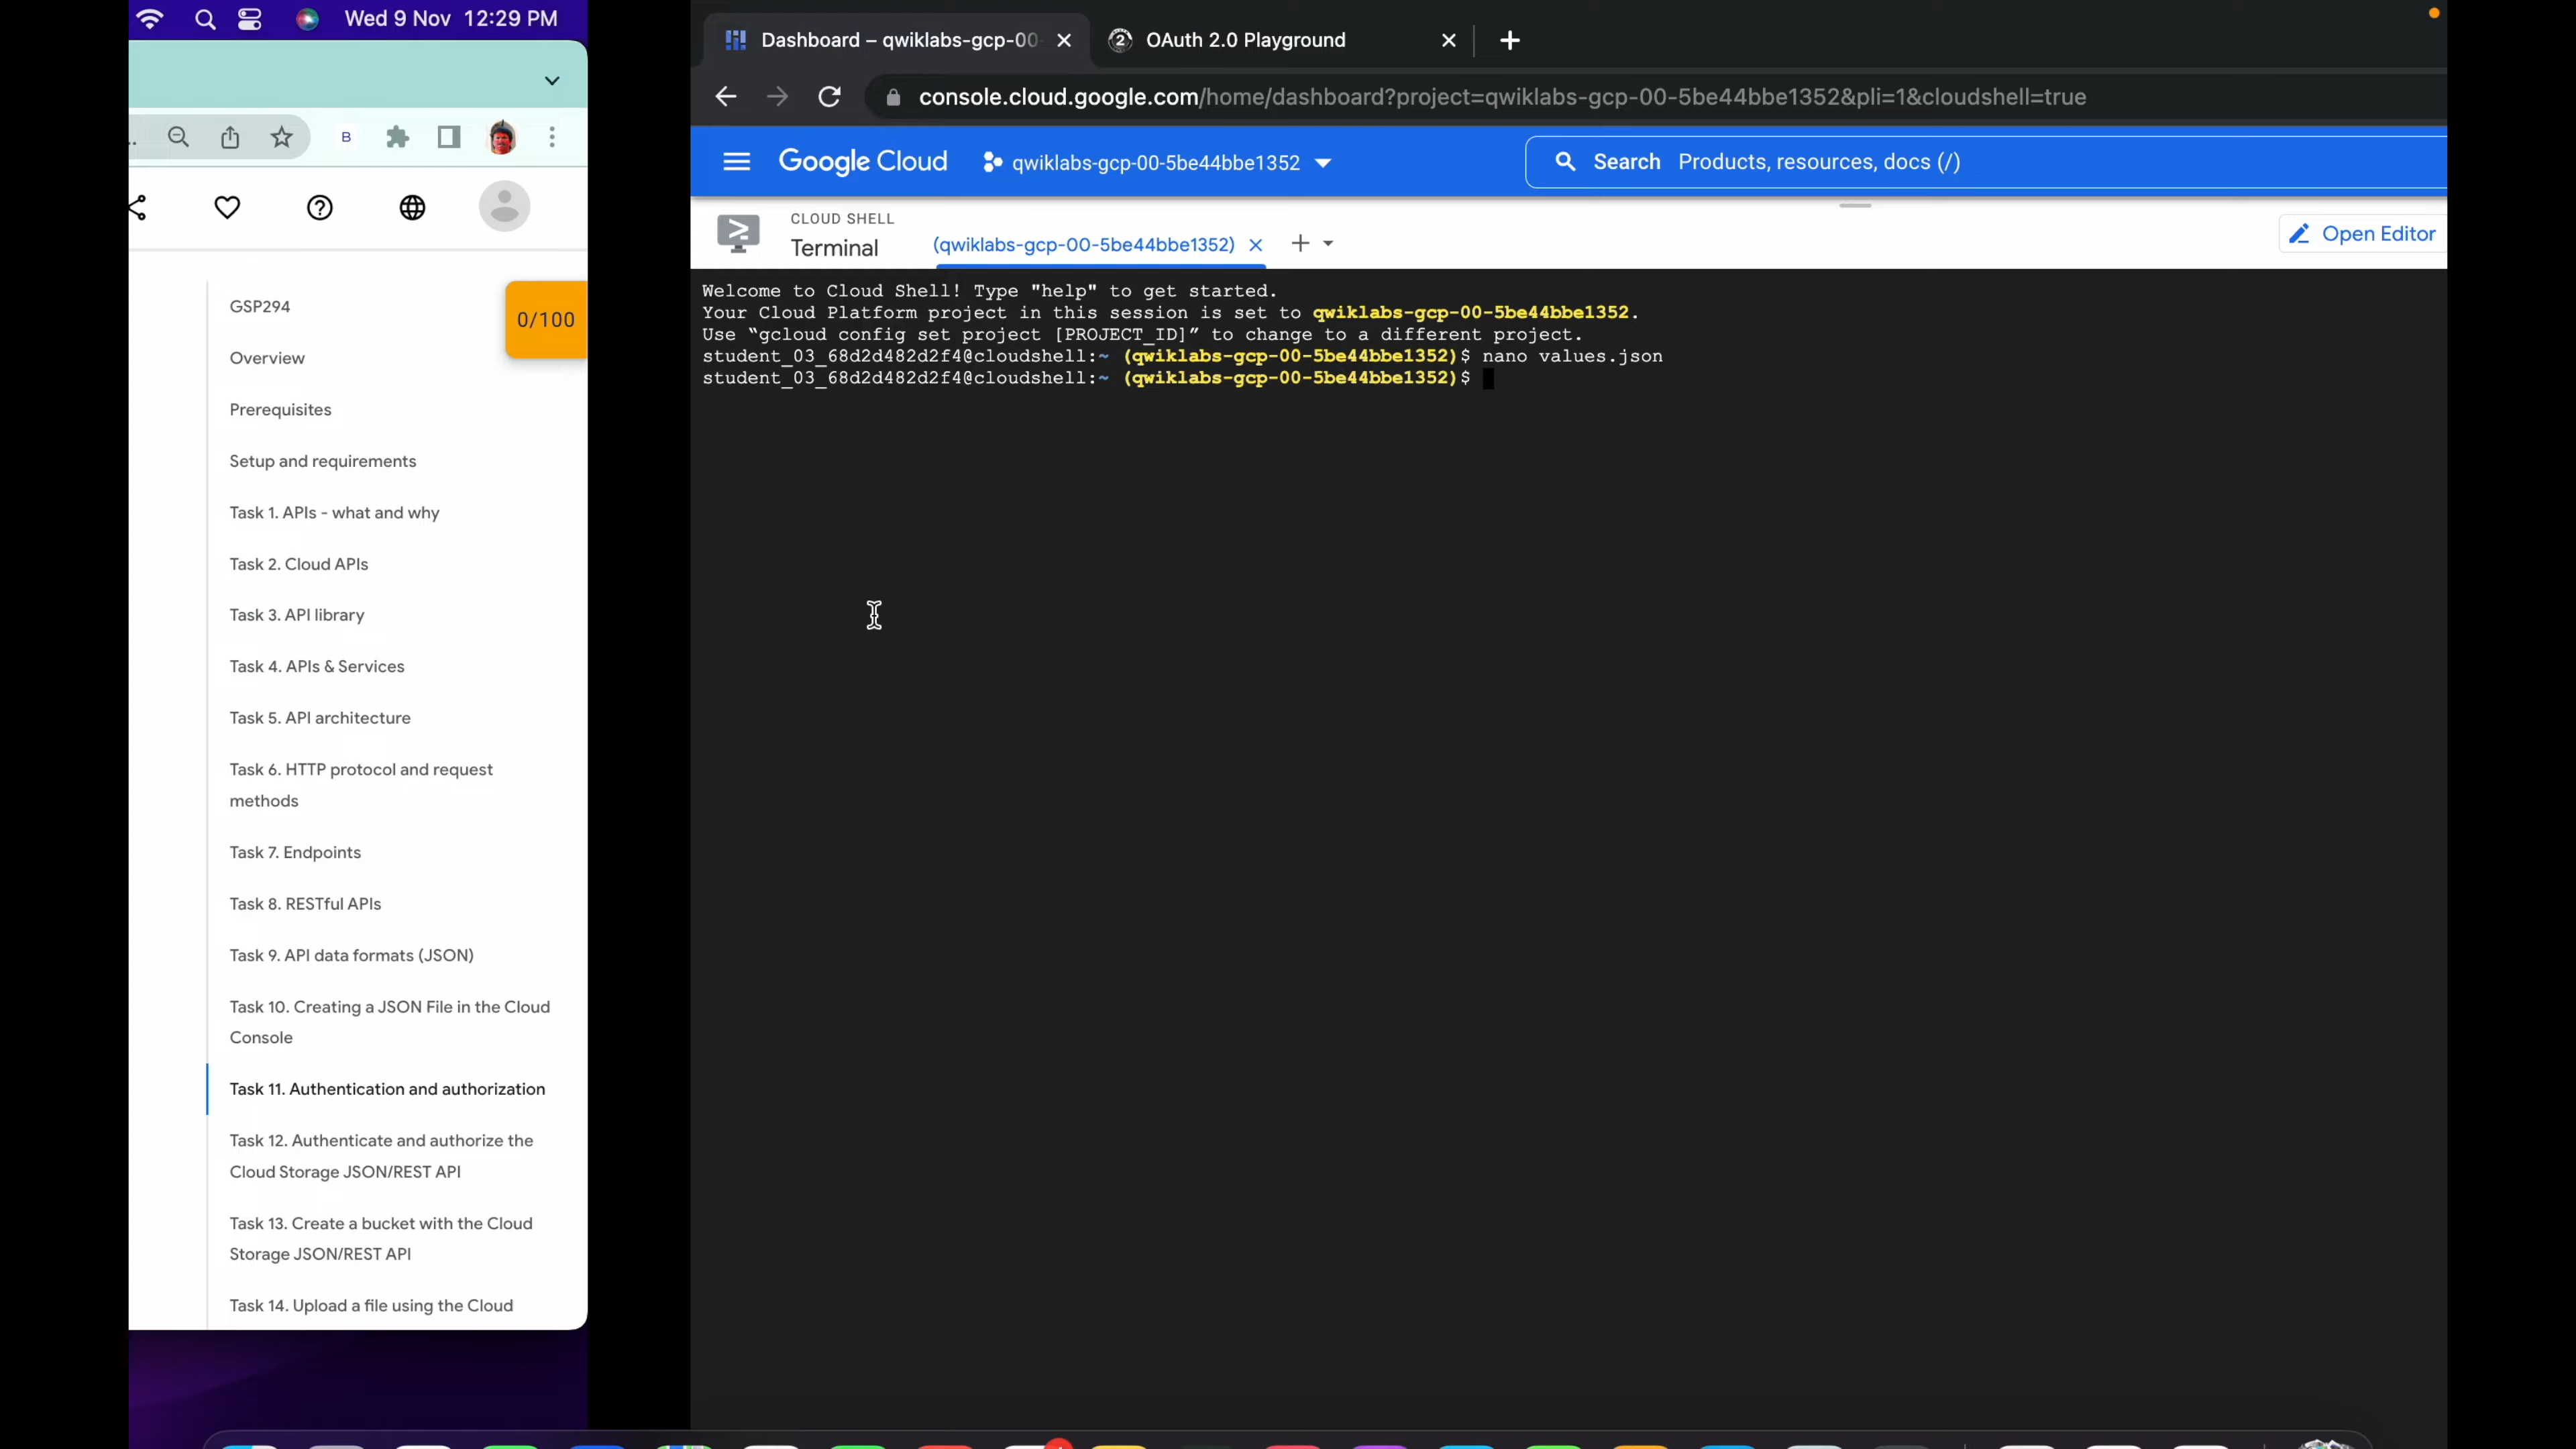 Wed 9 Nov 12:29 PM
B
GSP294
0/100
Overview
Prerequisites
Setup and requirements
Task 1. APIs - what and why
Task 2. Cloud APIs
Task 3. API library
Task 4. APIs & Services
Task 5. API architecture
Task 6. HTTP protocol and request
methods
Task 7. Endpoints
Task 8. RESTful APIs
Task 9. API data formats (JSON)
Task 10. Creating a JSON File in the Cloud
Console
Task 11. Authentication and authorization
Task 12. Authenticate and authorize the
Cloud Storage JSON/REST API
Task 13. Create a bucket with the Cloud
Storage JSON/REST API
Task 14. Upload a file using the Cloud
Dashboard – qwiklabs-gcp-00-
2 OAuth 2.0 Playground
console.cloud.google.com/home/dashboard?project=qwiklabs-gcp-00-5be44bbe1352&pli=1&cloudshell=true
Google Cloud
qwiklabs-gcp-00-5be44bbe1352
Search Products, resources, docs (/)
CLOUD SHELL
Terminal
(qwiklabs-gcp-00-5be44bbe1352)
Open Editor
Welcome to Cloud Shell! Type "help" to get started.
Your Cloud Platform project in this session is set to qwiklabs-gcp-00-5be44bbe1352.
Use “gcloud config set project [PROJECT_ID]” to change to a different project.
student_03_68d2d482d2f4@cloudshell:~ (qwiklabs-gcp-00-5be44bbe1352)$ nano values.json
student_03_68d2d482d2f4@cloudshell:~ (qwiklabs-gcp-00-5be44bbe1352)$